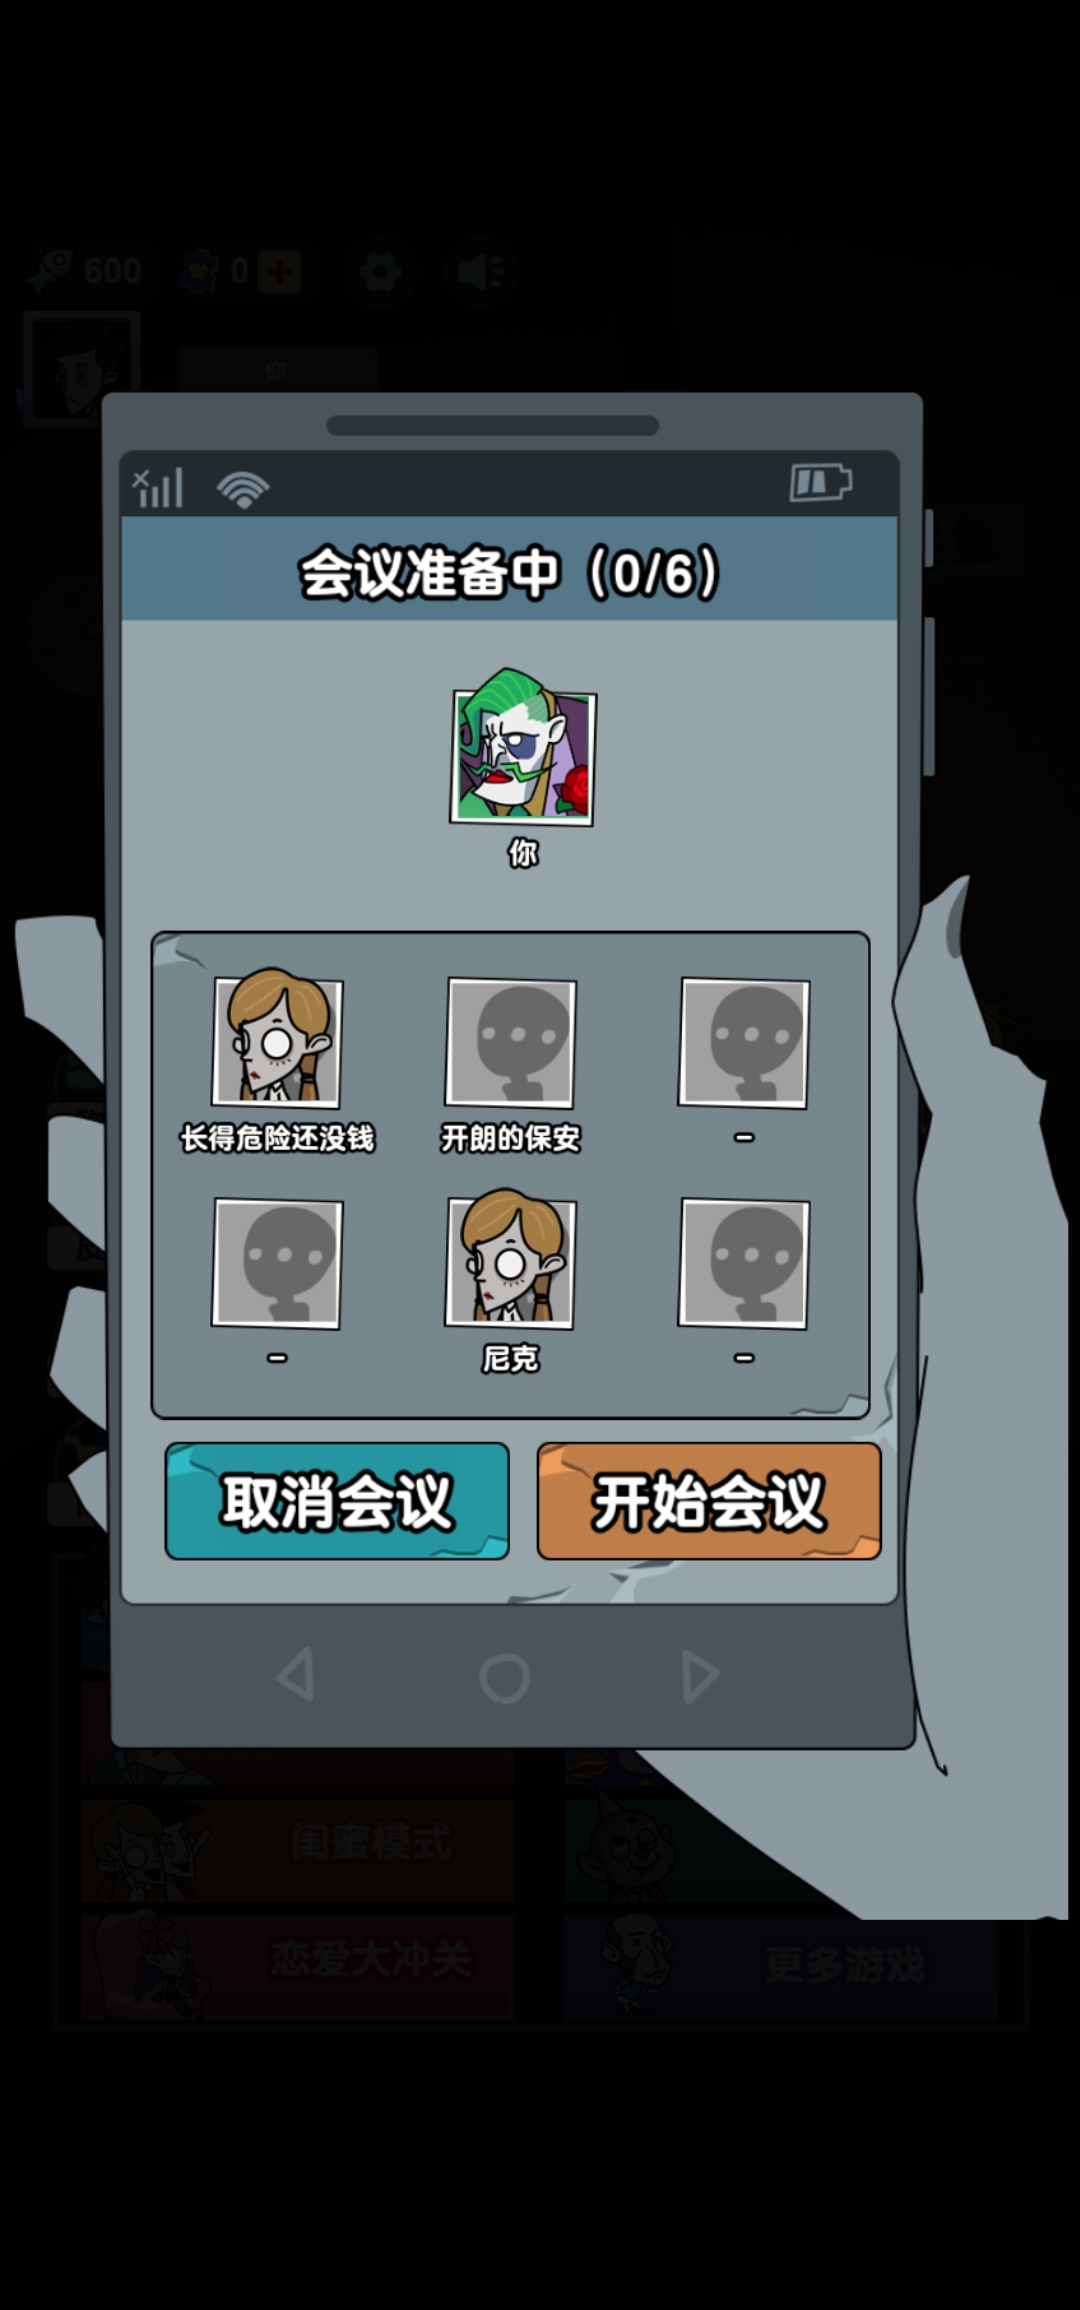 600
0
你
会议准备中（0/6）
你
长得危险还没钱
开朗的保安
-
-
尼克
-
取消会议
开始会议
闺蜜模式
恋爱大冲关
更多游戏